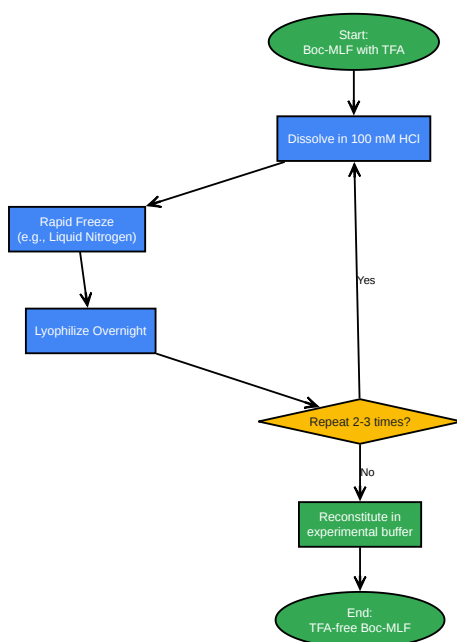 Start:
Boc-MLF with TFA
Dissolve in 100 mM HCl
Rapid Freeze
(e.g., Liquid Nitrogen)
Yes
Lyophilize Overnight
Repeat 2-3 times?
No
Reconstitute in
experimental buffer
End:
TFA-free Boc-MLF